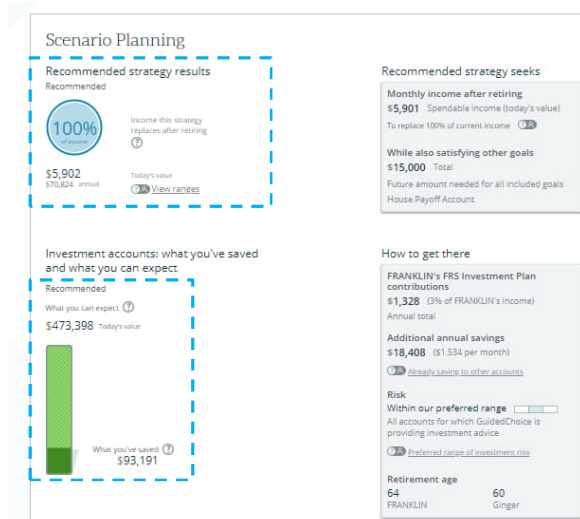 Scenario Planning
Recommended strategy results
Recommended
100%
of income
Income this strategy
replaces after retiring
?
$5,902
$70,824 annual
Today's value
View ranges
Recommended strategy seeks
Monthly income after retiring
$5,901 Spendable income (today's value)
To replace 100% of current income
While also satisfying other goals
$15,000 Total
Future amount needed for all included goals
House Payoff Account
Investment accounts: what you've saved
and what you can expect
Recommended
What you can expect ?
$473,398 Today's value
What you've saved ?
$93,191
How to get there
FRANKLIN's FRS Investment Plan
contributions
$1,328 (3% of FRANKLIN's income)
Annual total
Additional annual savings
$18,408 ($1,534 per month)
Already saving to other accounts
Risk
Within our preferred range
All accounts for which GuidedChoice is
providing investment advice
Preferred range of investment mix
Retirement age
64 60
FRANKLIN Ginger